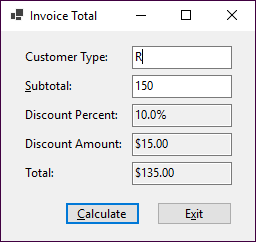 Invoice Total
Customer Type: R
Subtotal: 150
Discount Percent: 10.0%
Discount Amount: $15.00
Total: $135.00
Calculate Exit